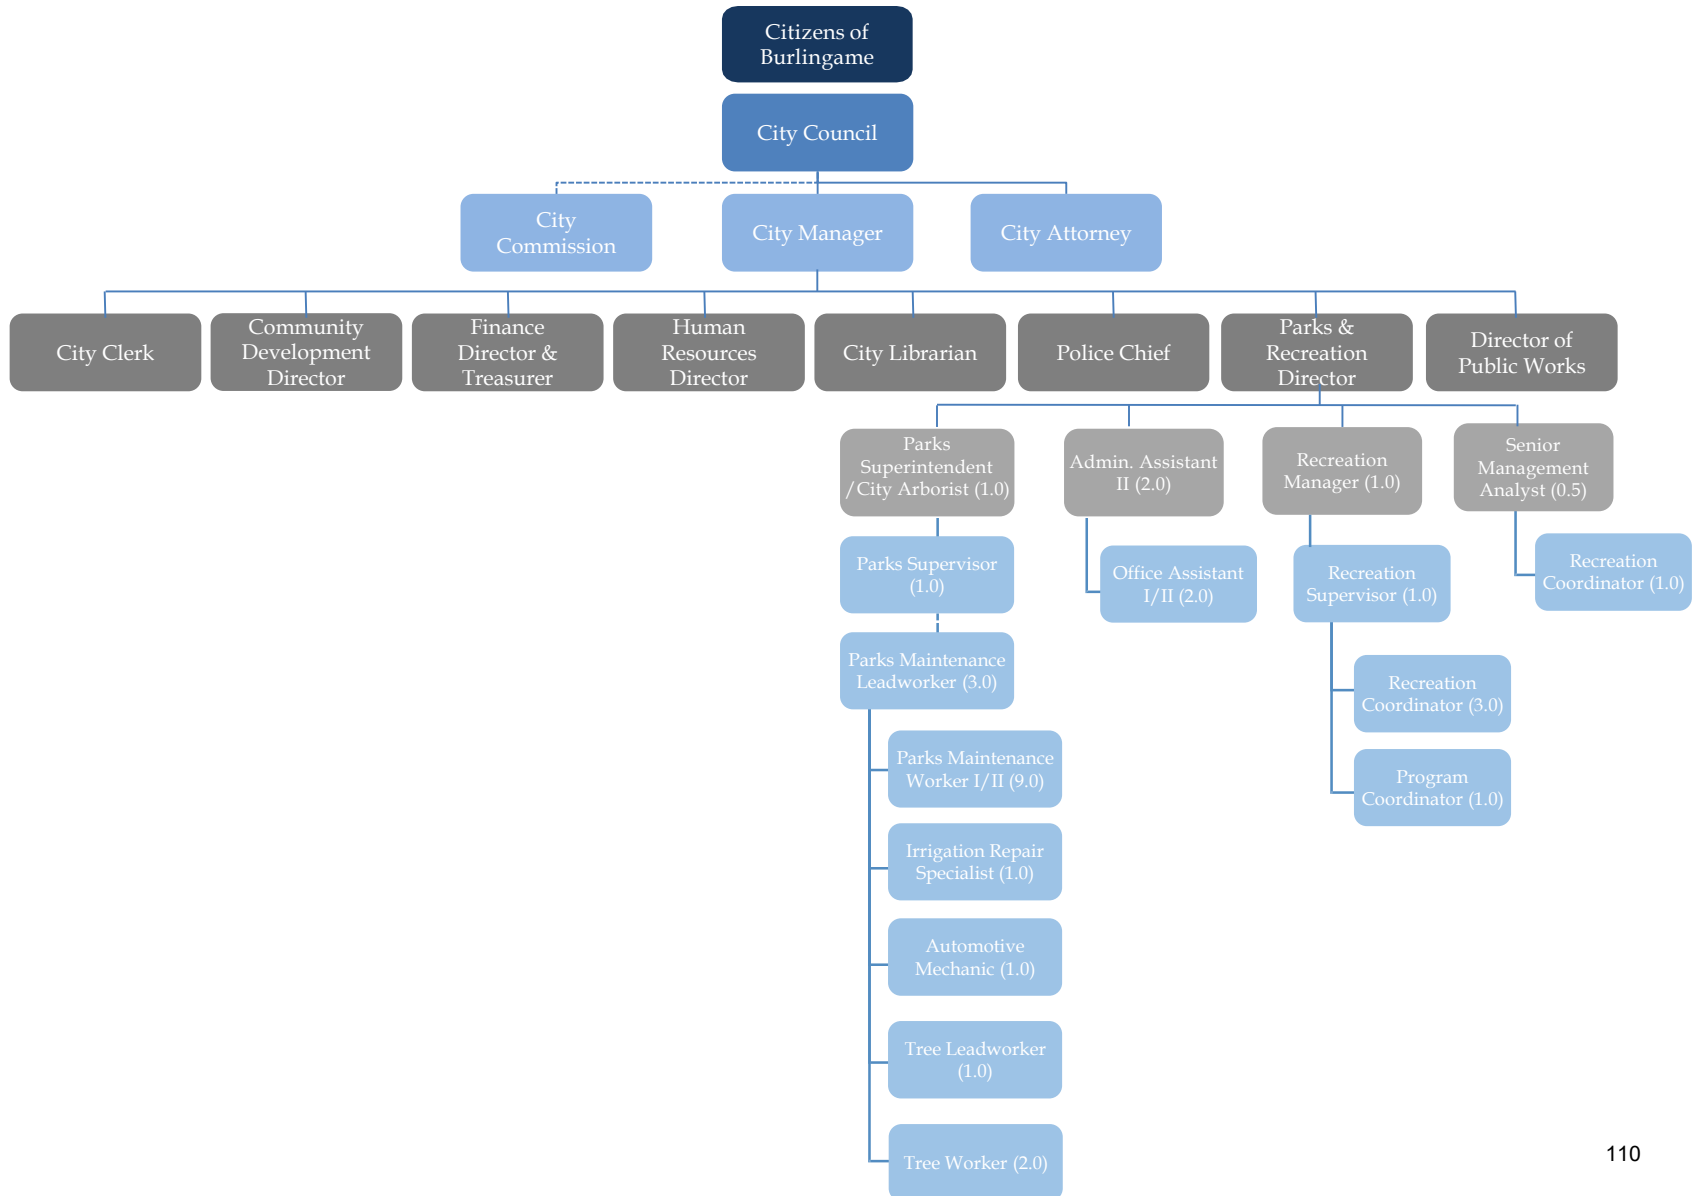 Citizens of
Burlingame
City Council
City
Commission
City Manager
City Attorney
City Clerk
Community
Development
Director
Finance
Director &
Treasurer
Human
Resources
Director
City Librarian
Police Chief
Parks &
Recreation
Director
Director of
Public Works
Parks
Superintendent
/City Arborist (1.0)
Admin. Assistant
II (2.0)
Recreation
Manager (1.0)
Senior
Management
Analyst (0.5)
Parks Supervisor
(1.0)
Office Assistant
I/II (2.0)
Recreation
Supervisor (1.0)
Recreation
Coordinator (1.0)
Parks Maintenance
Leadworker (3.0)
Recreation
Coordinator (3.0)
Parks Maintenance
Worker I/II (9.0)
Program
Coordinator (1.0)
Irrigation Repair
Specialist (1.0)
Automotive
Mechanic (1.0)
Tree Leadworker
(1.0)
Tree Worker (2.0)
110